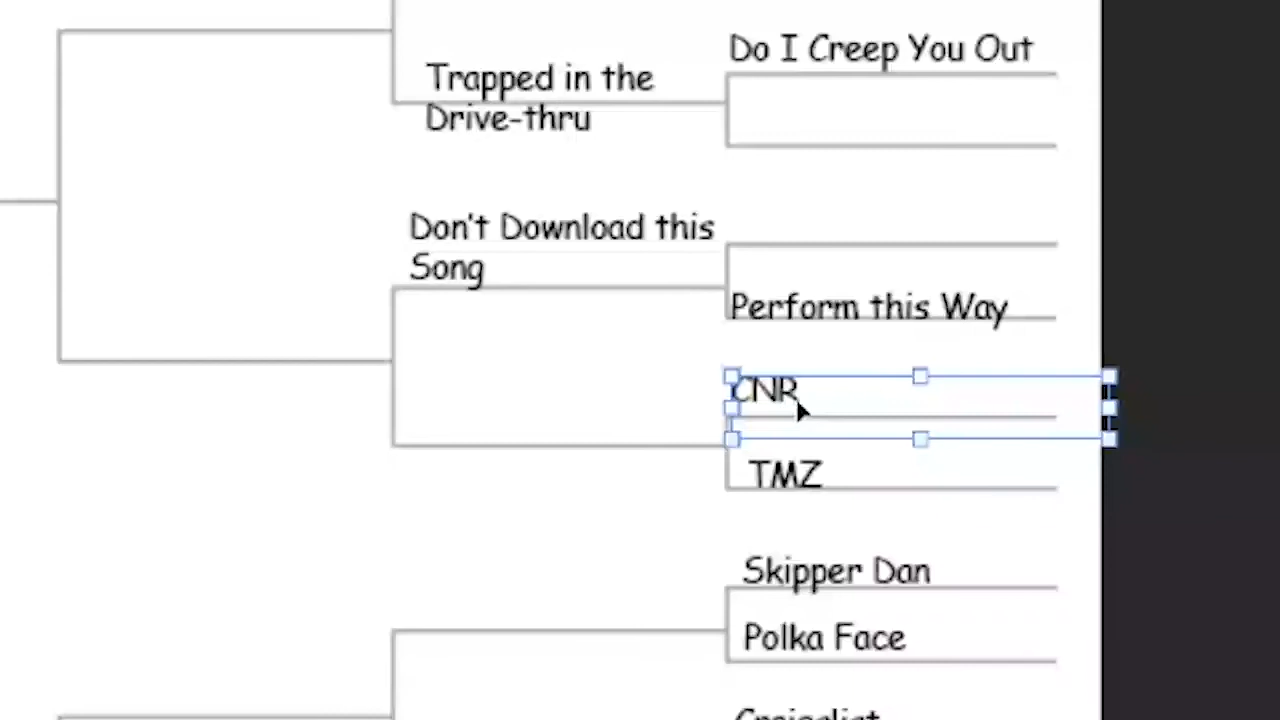 Do I Creep You Out
Trapped in the
Drive-thru
Don't Download this
Song
Perform this Way
CNR
TMZ
Skipper Dan
Polka Face